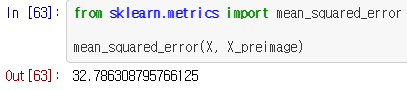 In [63]: from sklearn.metrics import mean_squared_error
mean_squared_error(X, X_preimage)
Out[63]: 32.786308795766125